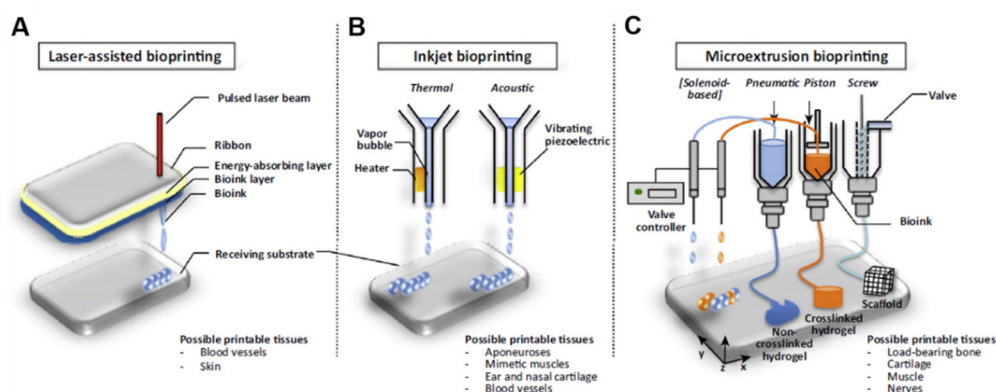 A
Laser-assisted bioprinting
Pulsed laser beam
Ribbon
Energy-absorbing layer
Bioink layer
Bioink
Receiving substrate
Possible printable tissues
- Blood vessels
- Skin
B
Inkjet bioprinting
Thermal
Acoustic
Vapor
bubble
Heater
Vibrating
piezoelectric
Possible printable tissues
- Aponeuroses
- Mimetic muscles
- Ear and nasal cartilage
- Blood vessels
C
Microextrusion bioprinting
[Solenoid-
based]
Pneumatic
Piston
Screw
Valve
Valve
controller
Bioink
Non-
crosslinked
hydrogel
Crosslinked
hydrogel
Scaffold
y
z
x
Possible printable tissues
- Load-bearing bone
- Cartilage
- Muscle
- Nerves